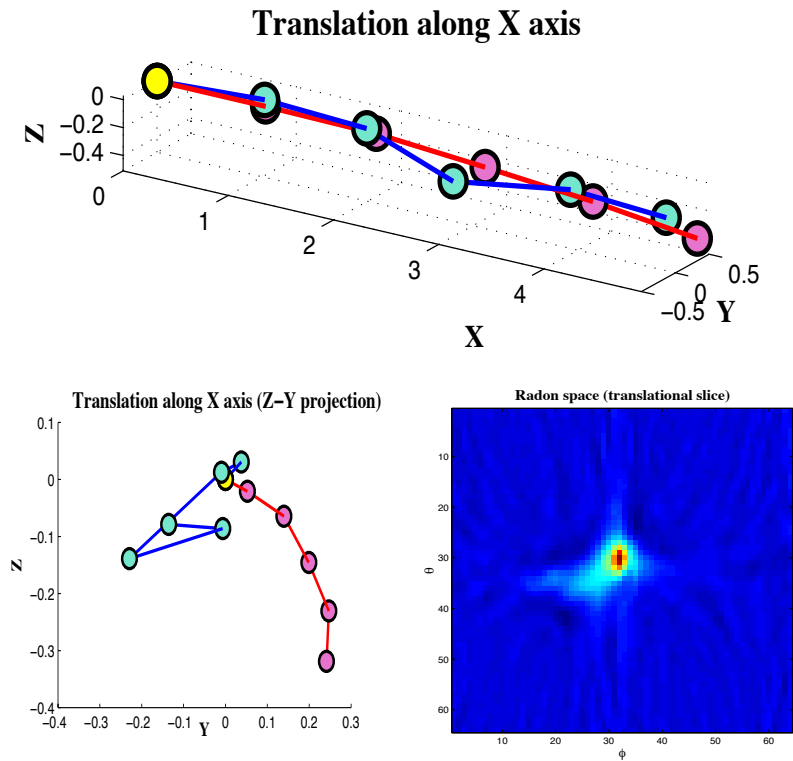 Translation along X axis
0
−0.2
−0.4
Z
0
1
2
3
4
X
−0.5
0
0.5
Y
Translation along X axis (Z−Y projection)
0.1
0
−0.1
−0.2
−0.3
−0.4
Z
−0.4 −0.3 −0.2 −0.1 0 0.1 0.2 0.3
Y
Radon space (translational slice)
10
20
30
40
50
60
θ
10 20 30 40 50 60
ϕ